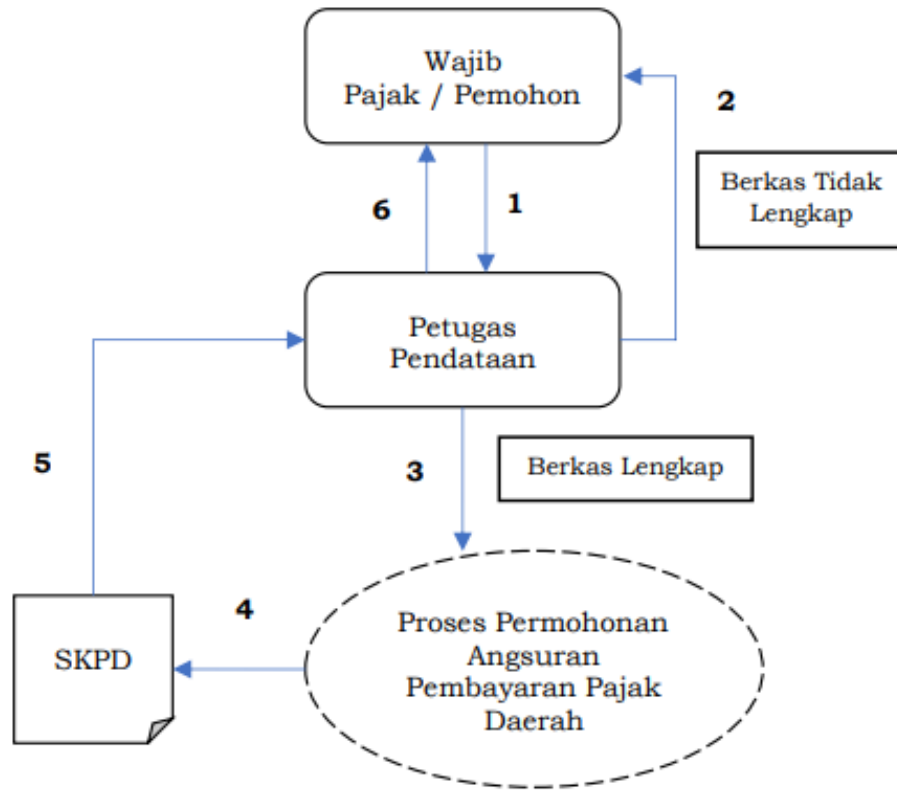 Wajib
Pajak / Pemohon
2
Berkas Tidak
Lengkap
6
1
Petugas
Pendataan
5
3
Berkas Lengkap
4
SKPD
Proses Permohonan
Angsuran
Pembayaran Pajak
Daerah